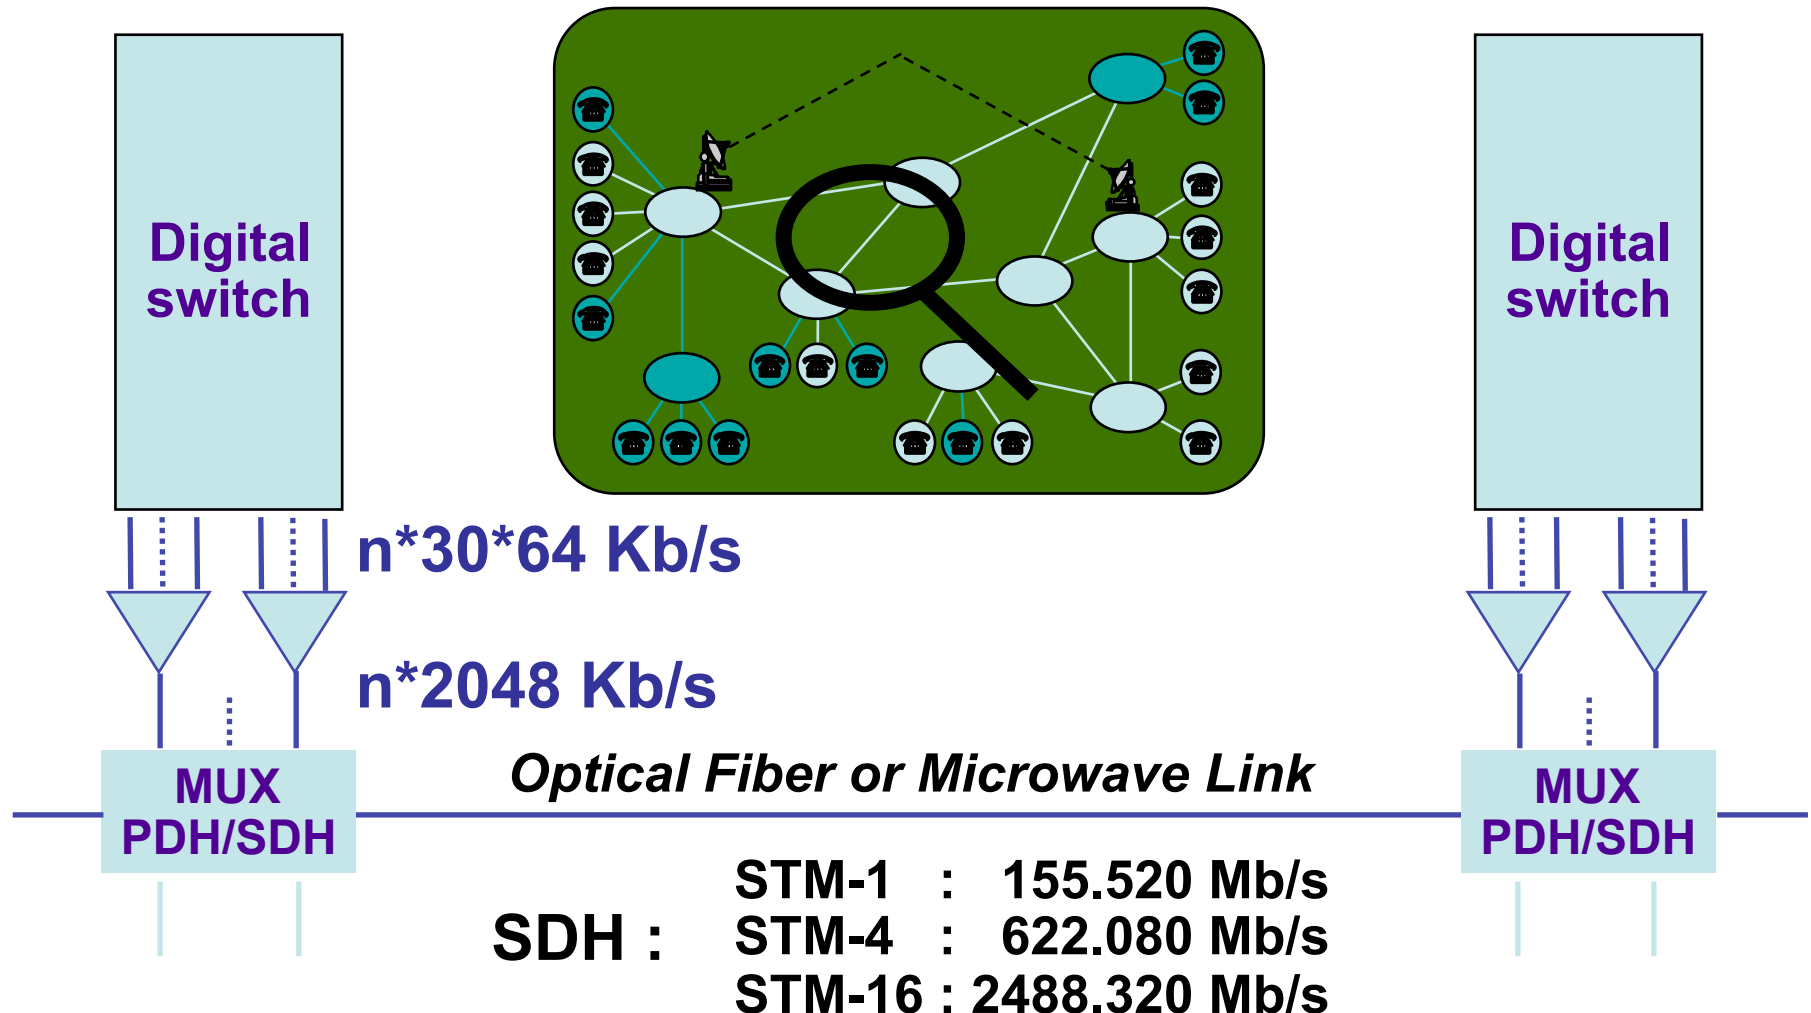 Digital
switch
Digital
switch
n*30*64 Kb/s
n*2048 Kb/s
Optical Fiber or Microwave Link
MUX
PDH/SDH
MUX
PDH/SDH
SDH :
STM-1 : 155.520 Mb/s
STM-4 : 622.080 Mb/s
STM-16 : 2488.320 Mb/s